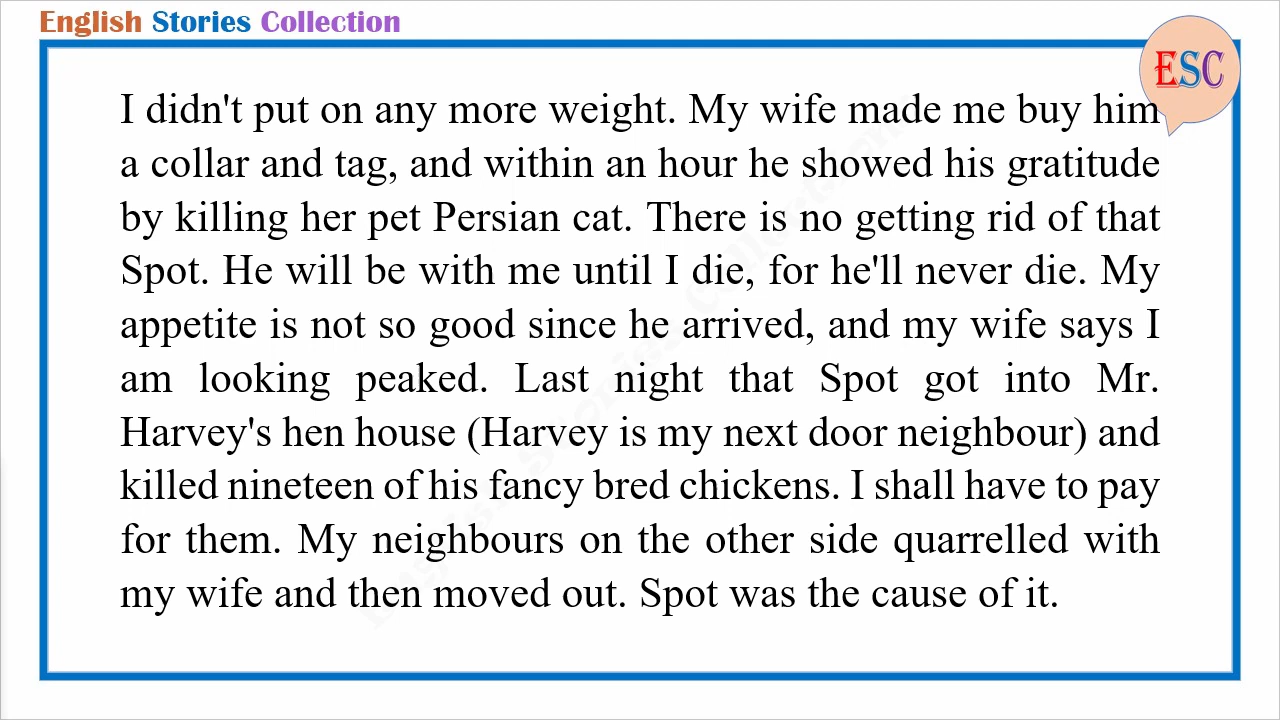 English Stories Collection
ESC
I didn't put on any more weight. My wife made me buy him
a collar and tag, and within an hour he showed his gratitude
by killing her pet Persian cat. There is no getting rid of that
Spot. He will be with me until I die, for he'll never die. My
appetite is not so good since he arrived, and my wife says I
am looking peaked. Last night that Spot got into Mr.
Harvey's hen house (Harvey is my next door neighbour) and
killed nineteen of his fancy bred chickens. I shall have to pay
for them. My neighbours on the other side quarrelled with
my wife and then moved out. Spot was the cause of it.
English Stories Collection